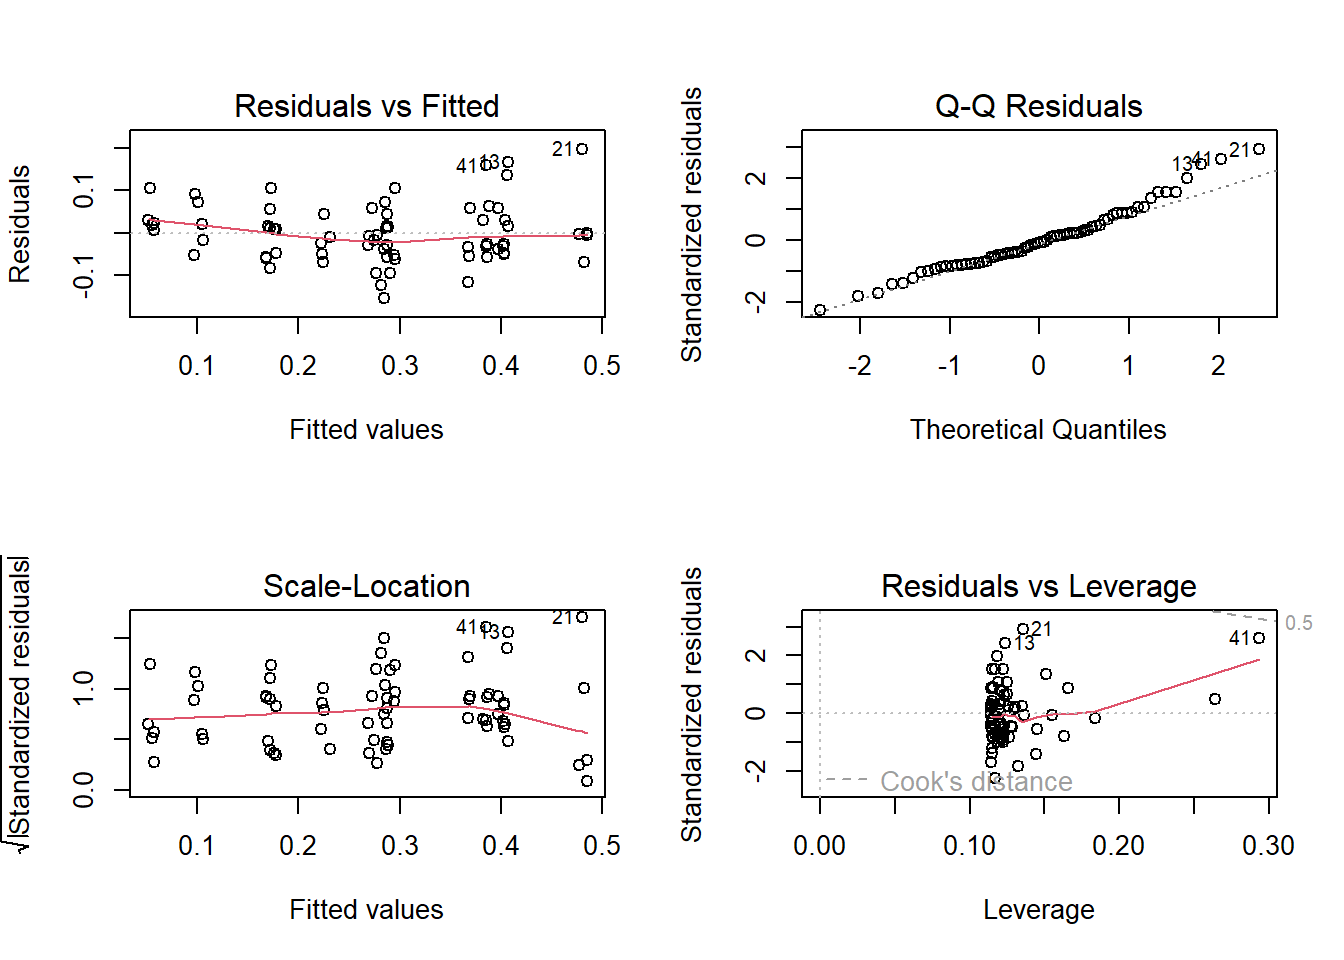 Residuals vs Fitted
Residuals
0.1
-0.1
41
13
21
0.1 0.2 0.3 0.4 0.5
Fitted values
Q-Q Residuals
Standardized residuals
2
0
-2
13
41
21
-2 -1 0 1 2
Theoretical Quantiles
Scale-Location
√|Standardized residuals|
1.0
0.0
41
13
21
0.1 0.2 0.3 0.4 0.5
Fitted values
Residuals vs Leverage
Standardized residuals
2
0
-2
21
13
41
0.5
Cook's distance
0.00 0.10 0.20 0.30
Leverage